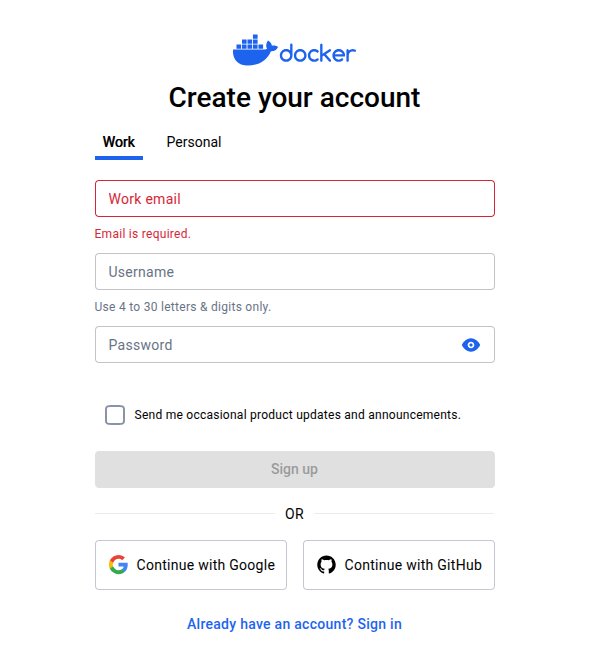 docker
Create your account
Work Personal
Work email
Email is required.
Username
Use 4 to 30 letters & digits only.
Password
Send me occasional product updates and announcements.
Sign up
OR
Continue with Google Continue with GitHub
Already have an account? Sign in